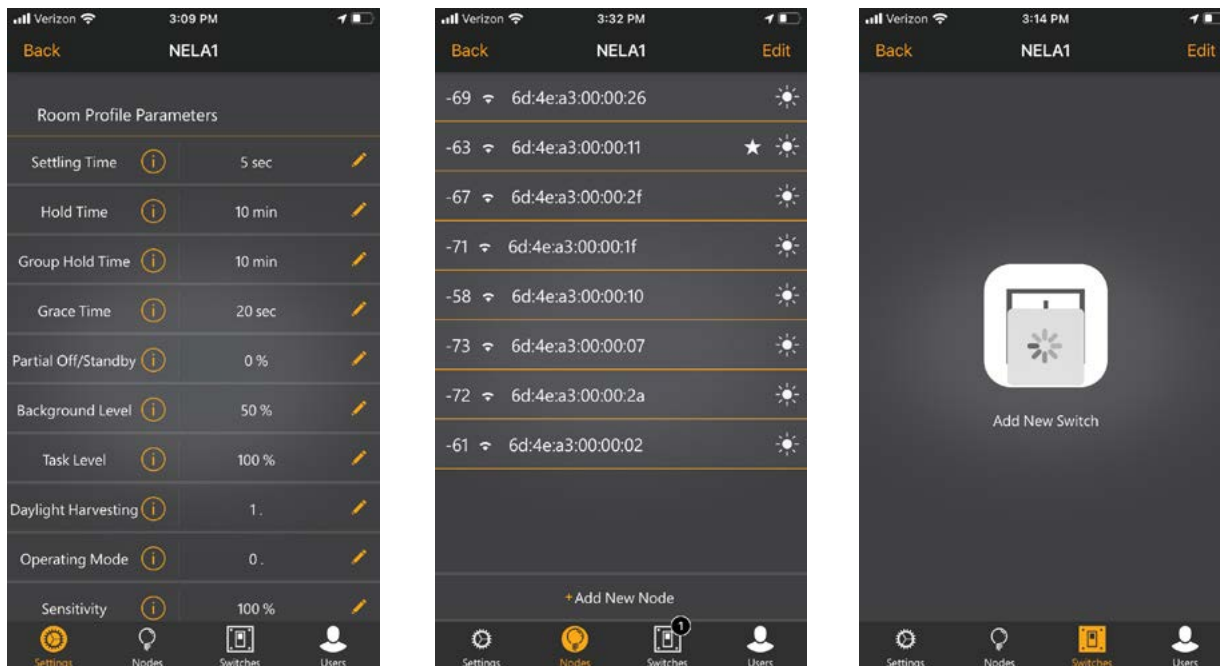 Verizon 3:09 PM
Back NELA1
Room Profile Parameters
Settling Time i 5 sec
Hold Time i 10 min
Group Hold Time i 10 min
Grace Time i 20 sec
Partial Off/Standby i 0 %
Background Level i 50 %
Task Level i 100 %
Daylight Harvesting i 1 .
Operating Mode i 0 .
Sensitivity i 100 %
Settings Nodes Switches Users
Verizon 3:32 PM
Back NELA1 Edit
-69 6d:4e:a3:00:00:26
-63 6d:4e:a3:00:00:11
-67 6d:4e:a3:00:00:2f
-71 6d:4e:a3:00:00:1f
-58 6d:4e:a3:00:00:10
-73 6d:4e:a3:00:00:07
-72 6d:4e:a3:00:00:2a
-61 6d:4e:a3:00:00:02
+Add New Node
1
Settings Nodes Switches Users
Verizon 3:14 PM
Back NELA1 Edit
Add New Switch
Settings Nodes Switches Users